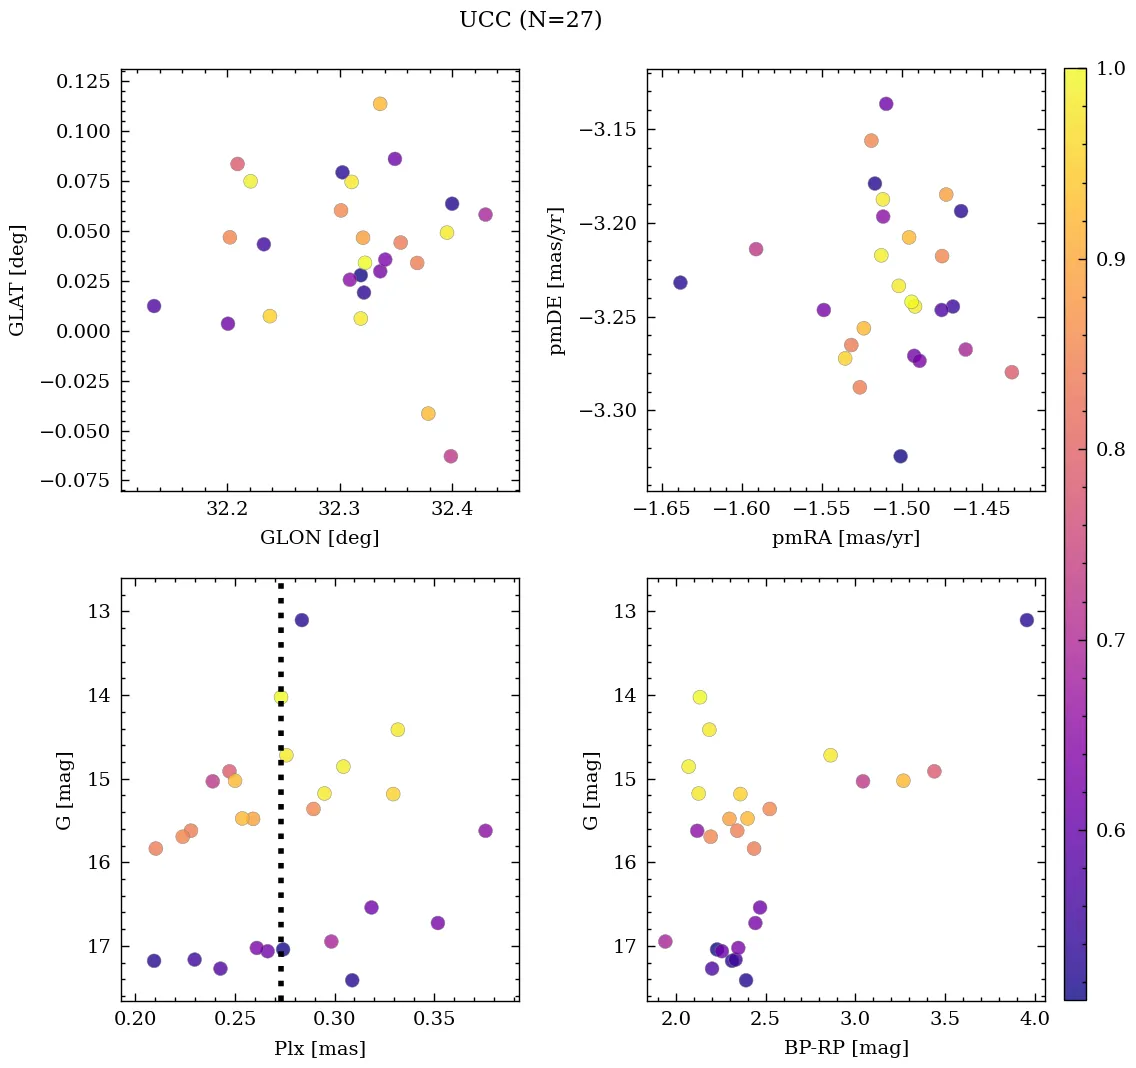 UCC (N=27)
0.125
0.100
0.075
0.050
0.025
0.000
−0.025
−0.050
−0.075
GLAT [deg]
32.2 32.3 32.4
GLON [deg]
−3.15
−3.20
−3.25
−3.30
pmDE [mas/yr]
−1.65 −1.60 −1.55 −1.50 −1.45
pmRA [mas/yr]
13
14
15
16
17
G [mag]
0.20 0.25 0.30 0.35
Plx [mas]
13
14
15
16
17
G [mag]
2.0 2.5 3.0 3.5 4.0
BP-RP [mag]
1.0
0.9
0.8
0.7
0.6